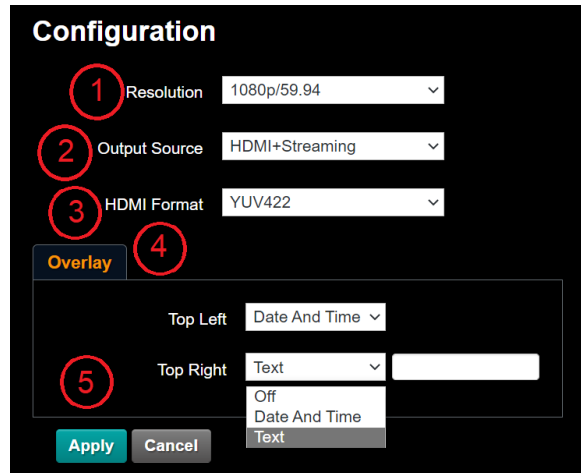 Configuration
1 Resolution 1080p/59.94
2 Output Source HDMI+Streaming
3 HDMI Format YUV422
Overlay 4
Top Left Date And Time
5 Top Right Text
Off
Date And Time
Text
Apply Cancel